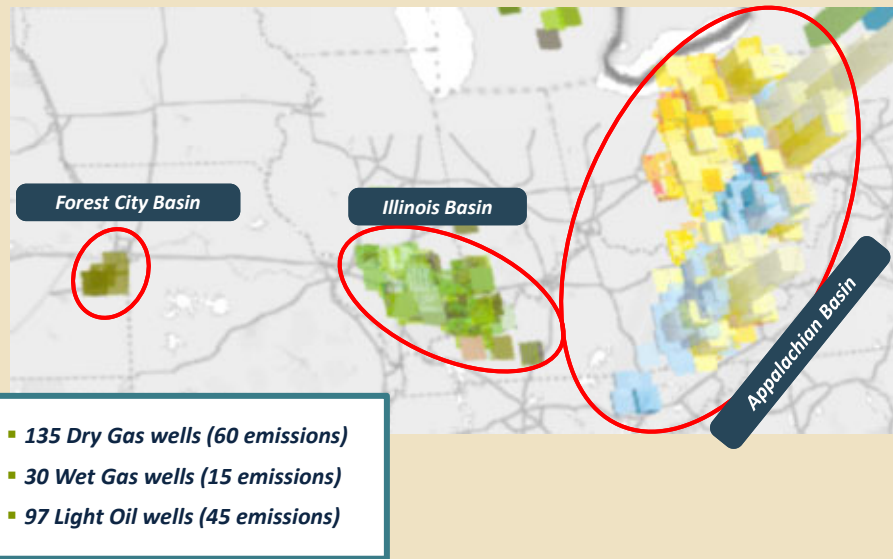 Forest City Basin
Illinois Basin
Appalachian Basin
▪ 135 Dry Gas wells (60 emissions)
▪ 30 Wet Gas wells (15 emissions)
▪ 97 Light Oil wells (45 emissions)